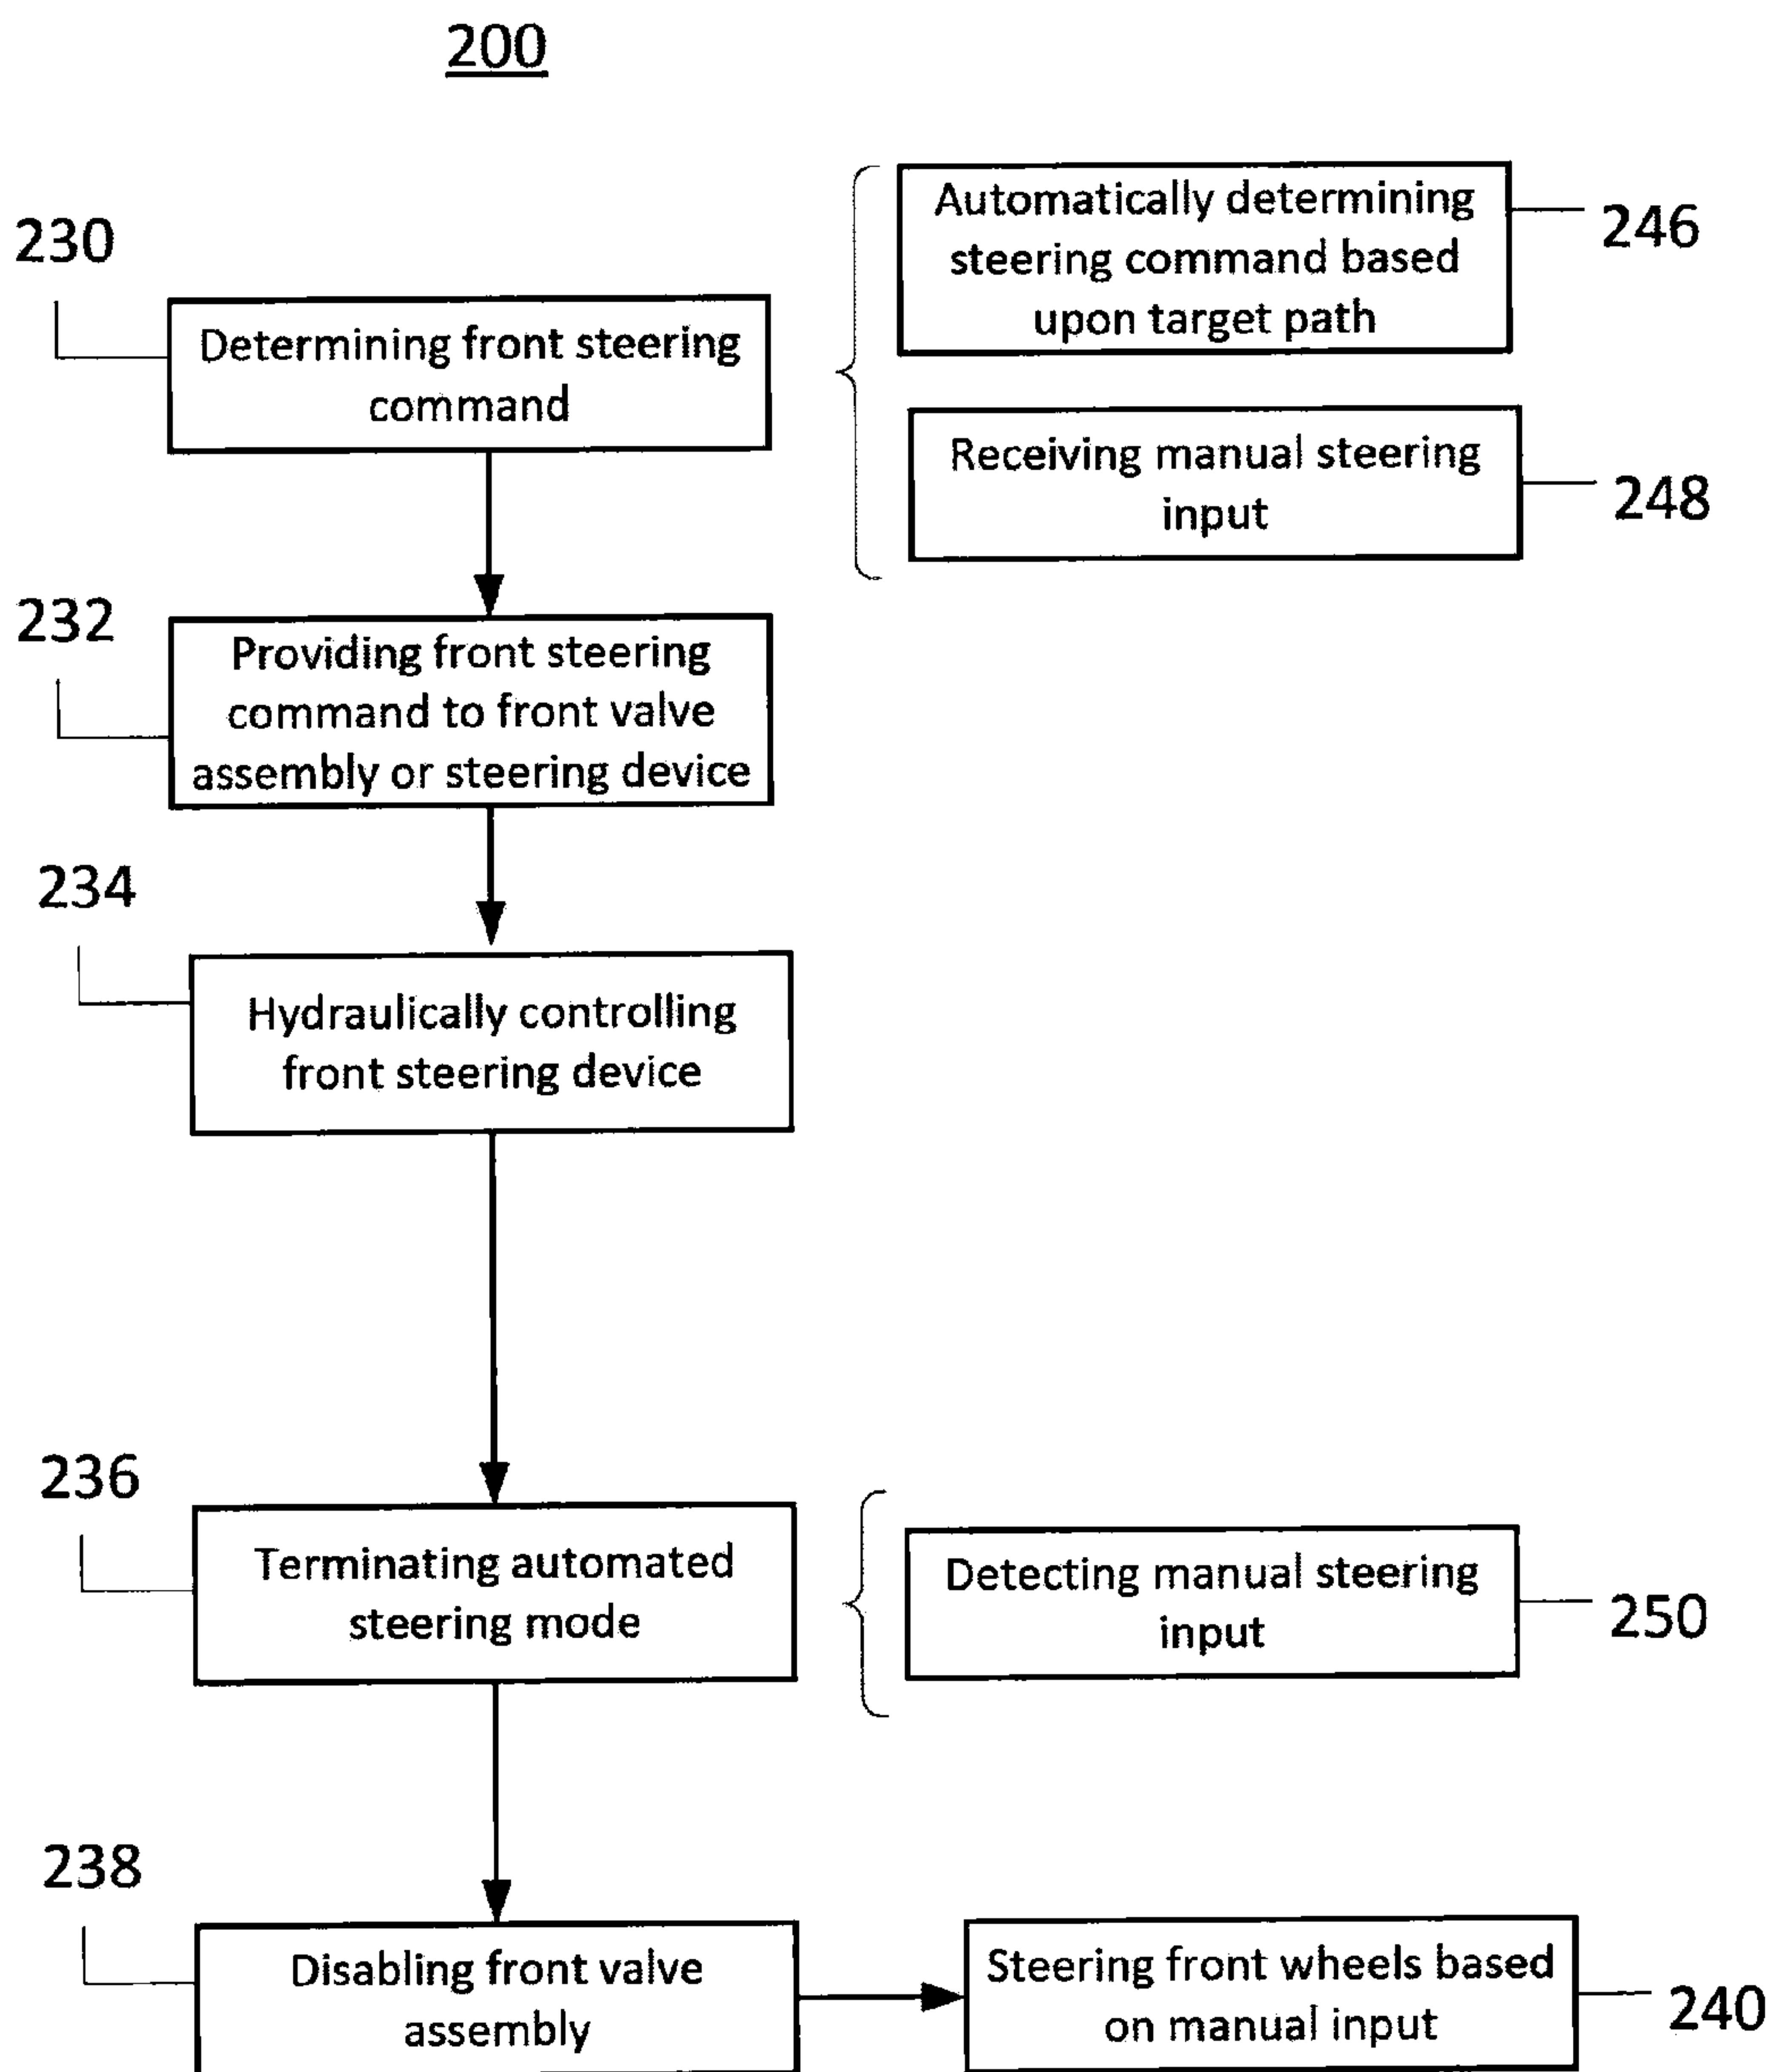 200
230
Determining front steering
command
Automatically determining
steering command based
upon target path
246
Receiving manual steering
input
248
232
Providing front steering
command to front valve
assembly or steering device
234
Hydraulically controlling
front steering device
236
Terminating automated
steering mode
Detecting manual steering
input
250
238
Disabling front valve
assembly
Steering front wheels based
on manual input
240